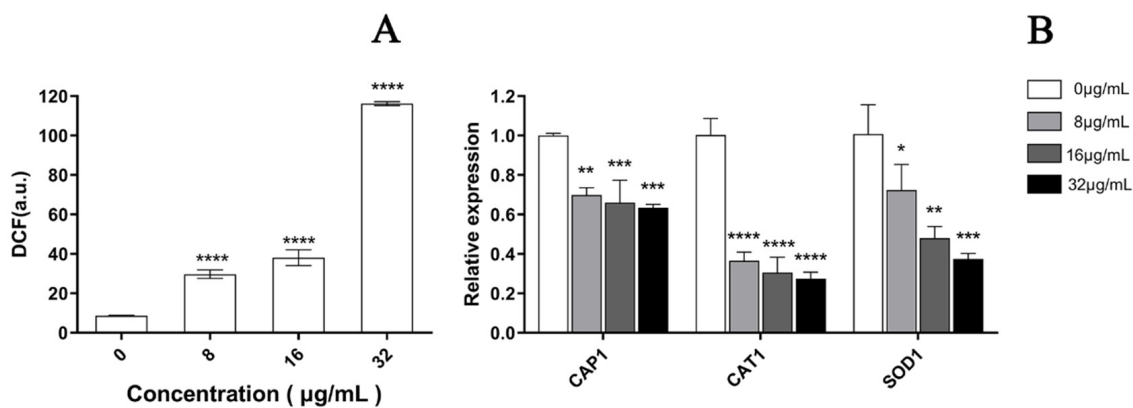 A
B
DCF(a.u.)
120
100
80
60
40
20
0
****
****
****
0
8
16
32
Concentration ( μg/mL )
Relative expression
1.2
1.0
0.8
0.6
0.4
0.2
0.0
**
***
***
****
****
****
*
**
***
CAP1
CAT1
SOD1
0μg/mL
8μg/mL
16μg/mL
32μg/mL